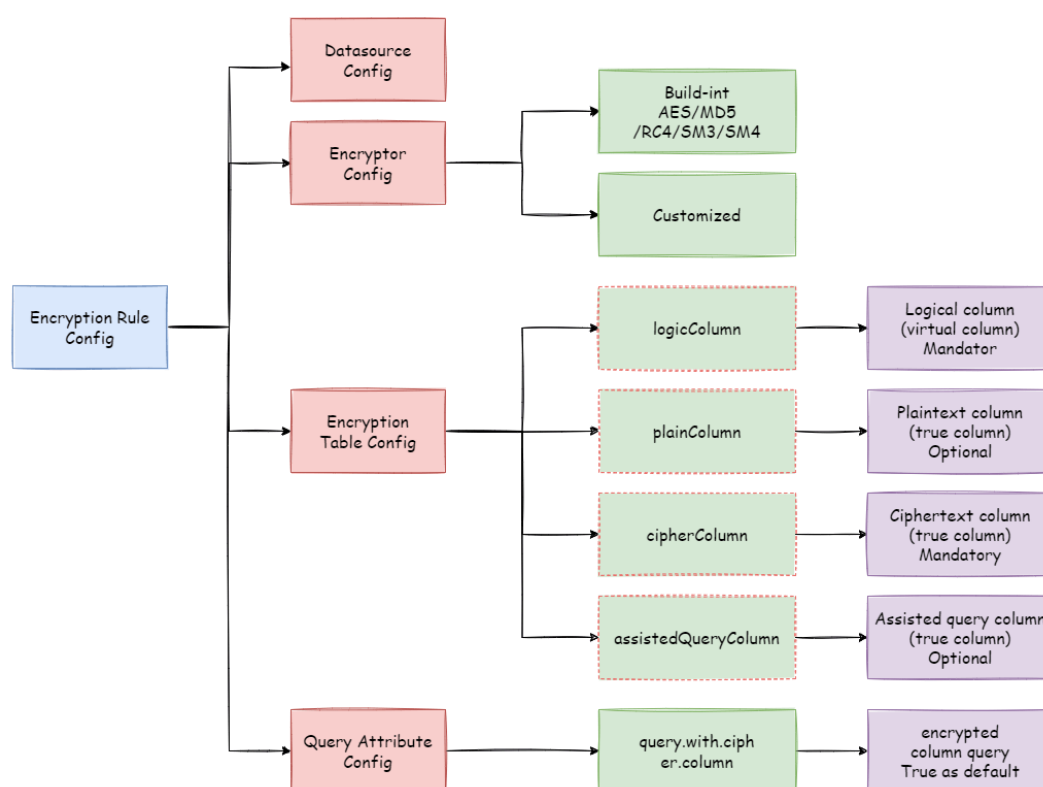 Datasource
Config
Build-int
AES/MD5
/RC4/SM3/SM4
Encryptor
Config
Customized
Encryption Rule
Config
logicColumn
Logical column
(virtual column)
Mandator
Encryption
Table Config
plainColumn
Plaintext column
(true column)
Optional
cipherColumn
Ciphertext column
(true column)
Mandatory
assistedQueryColumn
Assisted query column
(true column)
Optional
Query Attribute
Config
query.with.ciph
er.column
encrypted
column query
True as default